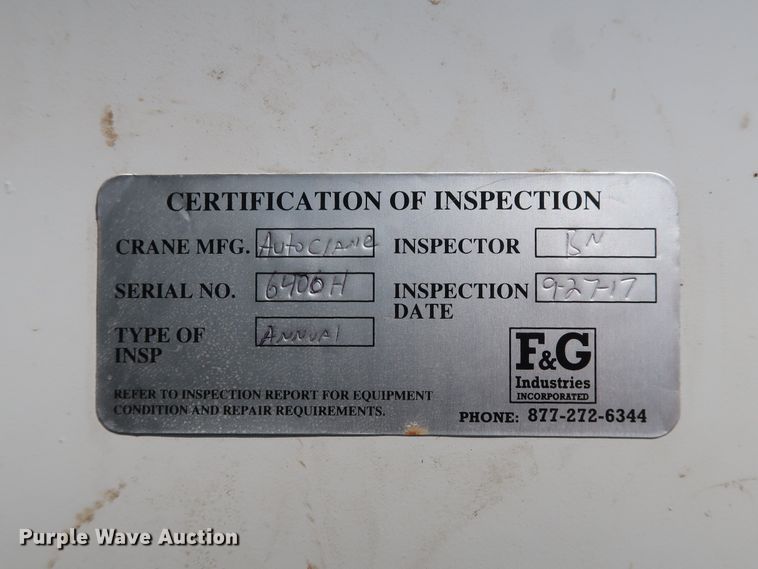 CERTIFICATION OF INSPECTION
CRANE MFG. AutoCrane INSPECTOR BN
SERIAL NO. 6406H INSPECTION DATE 9-27-17
TYPE OF INSP Annual
F&G
Industries
INCORPORATED
REFER TO INSPECTION REPORT FOR EQUIPMENT
CONDITION AND REPAIR REQUIREMENTS.
PHONE: 877-272-6344
Purple Wave Auction